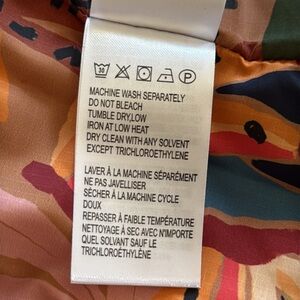 30 P
MACHINE WASH SEPARATELY
DO NOT BLEACH
TUMBLE DRY,LOW
IRON AT LOW HEAT
DRY CLEAN WITH ANY SOLVENT
EXCEPT TRICHLOROETHYLENE
LAVER À LA MACHINE SÉPARÉMENT
NE PAS JAVELLISER
SÉCHER À LA MACHINE CYCLE
DOUX
REPASSER À FAIBLE TEMPÉRATURE
NETTOYAGE À SEC AVEC N'IMPORTE
QUEL SOLVANT SAUF LE
TRICHLOROÉTHYLÈNE